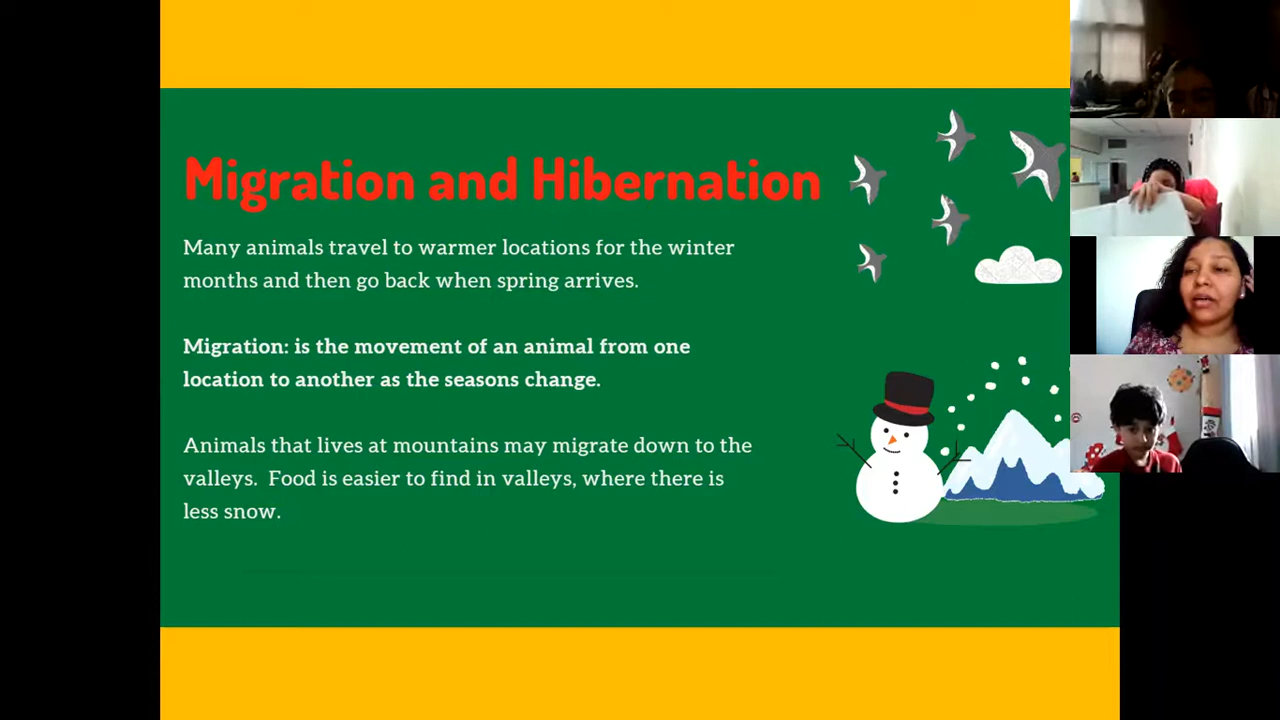 Migration and Hibernation
Many animals travel to warmer locations for the winter
months and then go back when spring arrives.
Migration: is the movement of an animal from one
location to another as the seasons change.
Animals that lives at mountains may migrate down to the
valleys.  Food is easier to find in valleys, where there is
less snow.